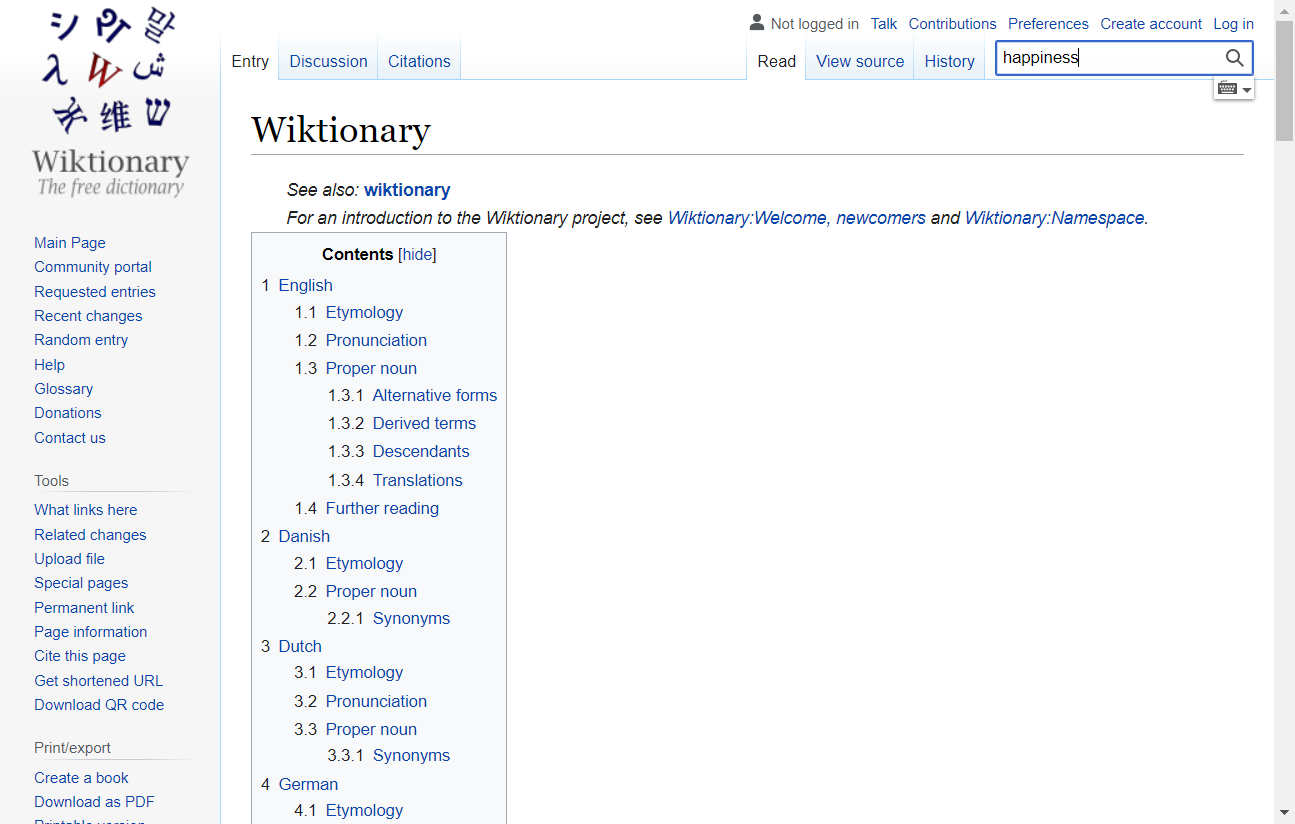 シ ウィ 말
λ W ش
क 维 ש
Wiktionary
The free dictionary
Main Page
Community portal
Requested entries
Recent changes
Random entry
Help
Glossary
Donations
Contact us
Tools
What links here
Related changes
Upload file
Special pages
Permanent link
Page information
Cite this page
Get shortened URL
Download QR code
Print/export
Create a book
Download as PDF
Printable version
Not logged in Talk Contributions Preferences Create account Log in
Entry Discussion Citations Read View source History happiness
Wiktionary
See also: wiktionary
For an introduction to the Wiktionary project, see Wiktionary:Welcome, newcomers and Wiktionary:Namespace.
Contents [hide]
1 English
1.1 Etymology
1.2 Pronunciation
1.3 Proper noun
1.3.1 Alternative forms
1.3.2 Derived terms
1.3.3 Descendants
1.3.4 Translations
1.4 Further reading
2 Danish
2.1 Etymology
2.2 Proper noun
2.2.1 Synonyms
3 Dutch
3.1 Etymology
3.2 Pronunciation
3.3 Proper noun
3.3.1 Synonyms
4 German
4.1 Etymology